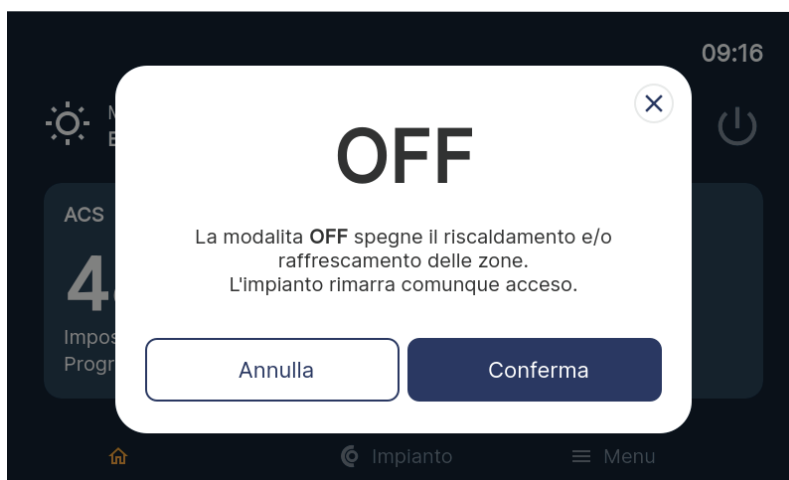 09:16
OFF
ACS
La modalita OFF spegne il riscaldamento e/o
raffrescamento delle zone.
L'impianto rimarra comunque acceso.
Annulla
Conferma
Impianto
Menu